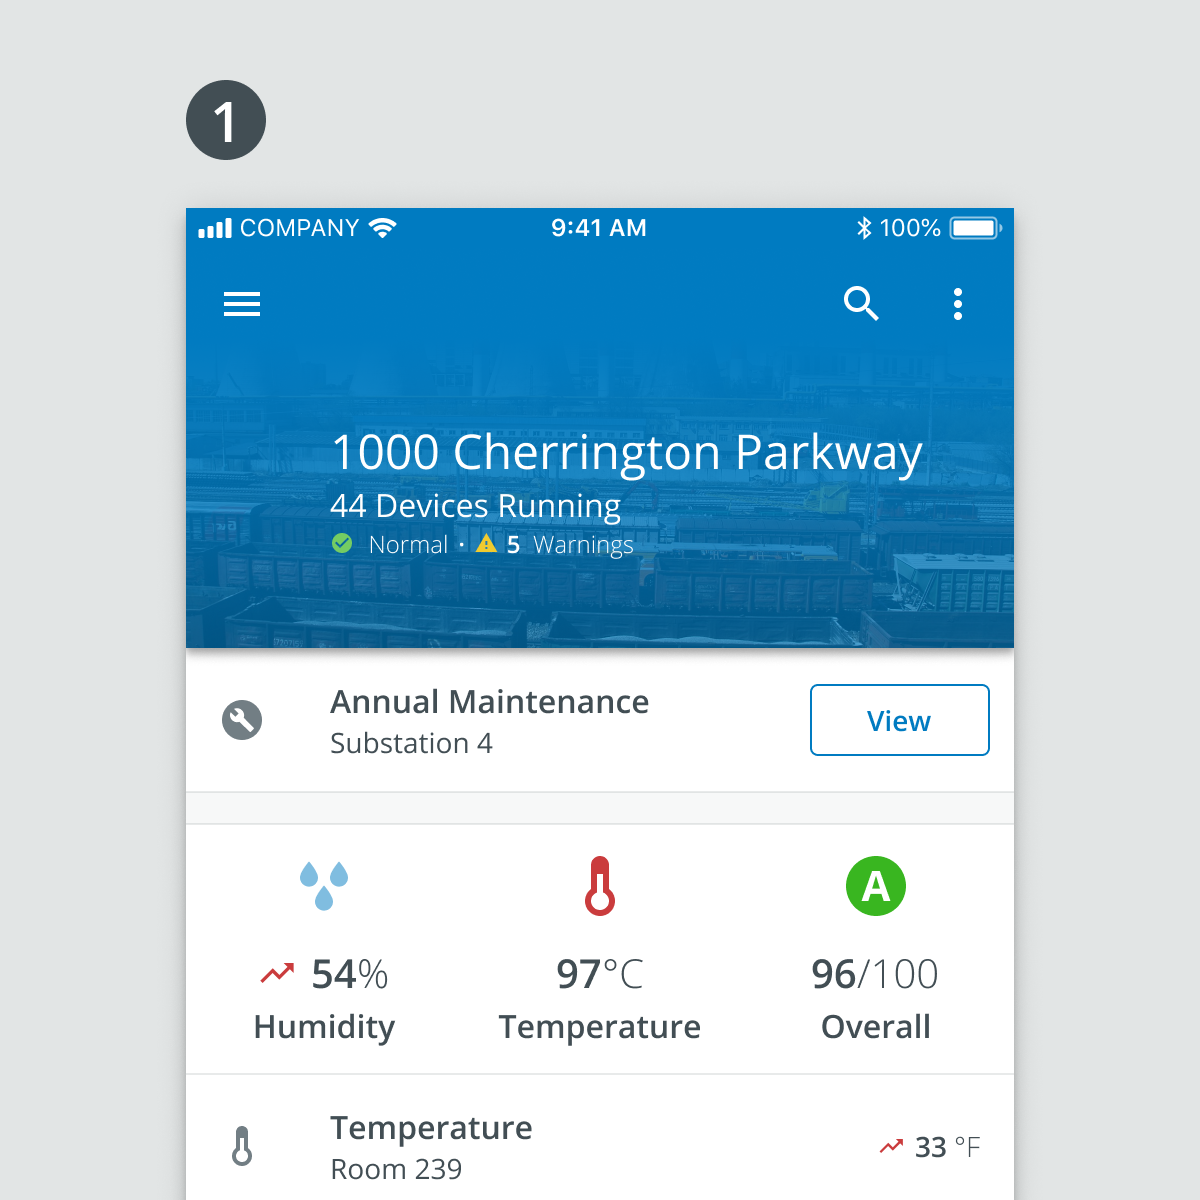 1
COMPANY 9:41 AM 100%
1000 Cherrington Parkway
44 Devices Running
Normal · 5 Warnings
Annual Maintenance
Substation 4
View
A
54% 97°C 96/100
Humidity Temperature Overall
Temperature
Room 239
33 °F